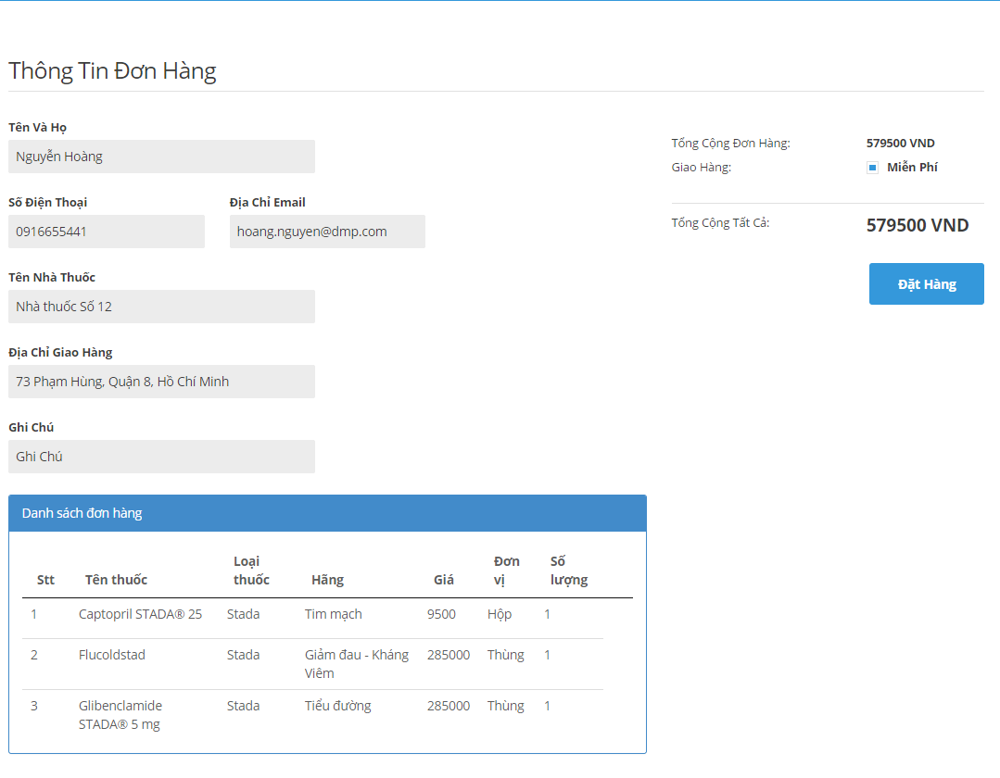 Thông Tin Đơn Hàng
Tên Và Họ
Nguyễn Hoàng
Số Điện Thoại Địa Chỉ Email
0916655441 hoang.nguyen@dmp.com
Tên Nhà Thuốc
Nhà thuốc Số 12
Địa Chỉ Giao Hàng
73 Phạm Hùng, Quận 8, Hồ Chí Minh
Ghi Chú
Ghi Chú
Tổng Cộng Đơn Hàng: 579500 VND
Giao Hàng: Miễn Phí
Tổng Cộng Tất Cả: 579500 VND
Đặt Hàng
Danh sách đơn hàng
Stt Tên thuốc Loại thuốc Hãng Giá Đơn vị Số lượng
1 Captopril STADA® 25 Stada Tim mạch 9500 Hộp 1
2 Flucoldstad Stada Giảm đau - Kháng Viêm 285000 Thùng 1
3 Glibenclamide STADA® 5 mg Stada Tiểu đường 285000 Thùng 1